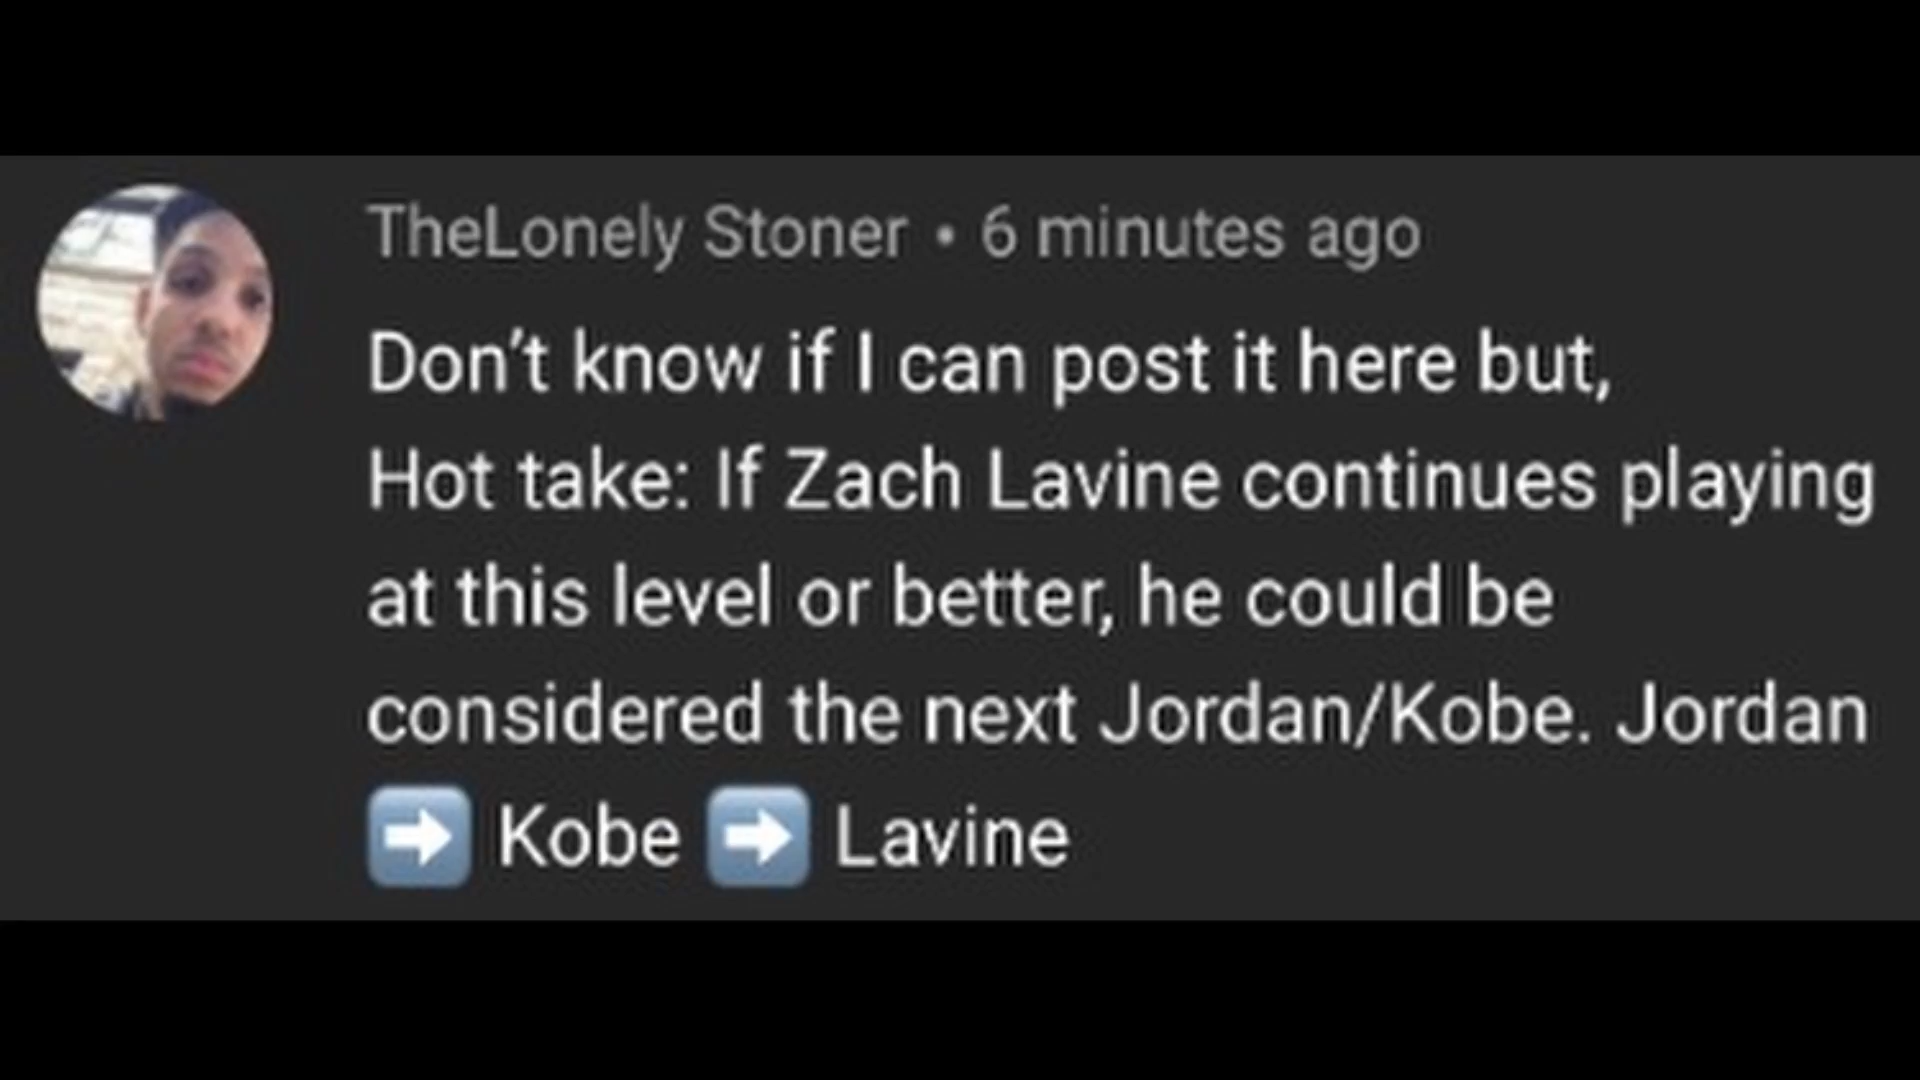 TheLonely Stoner • 6 minutes ago
Don’t know if I can post it here but,
Hot take: If Zach Lavine continues playing
at this level or better, he could be
considered the next Jordan/Kobe. Jordan
➡️ Kobe ➡️ Lavine